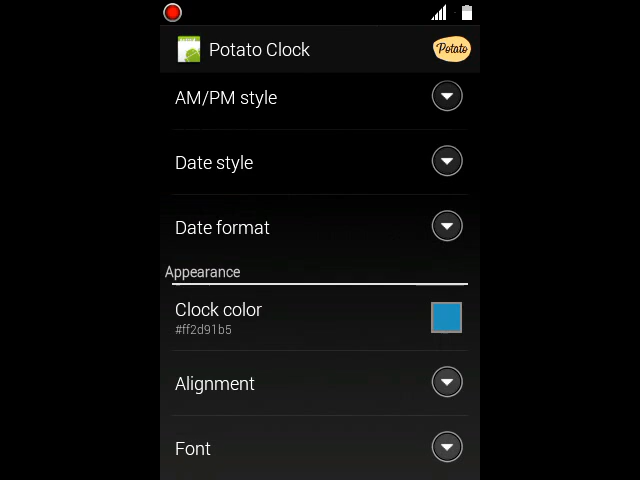 Potato Clock
Potato
AM/PM style
Date style
Date format
Appearance
Clock color
#ff2d91b5
Alignment
Font